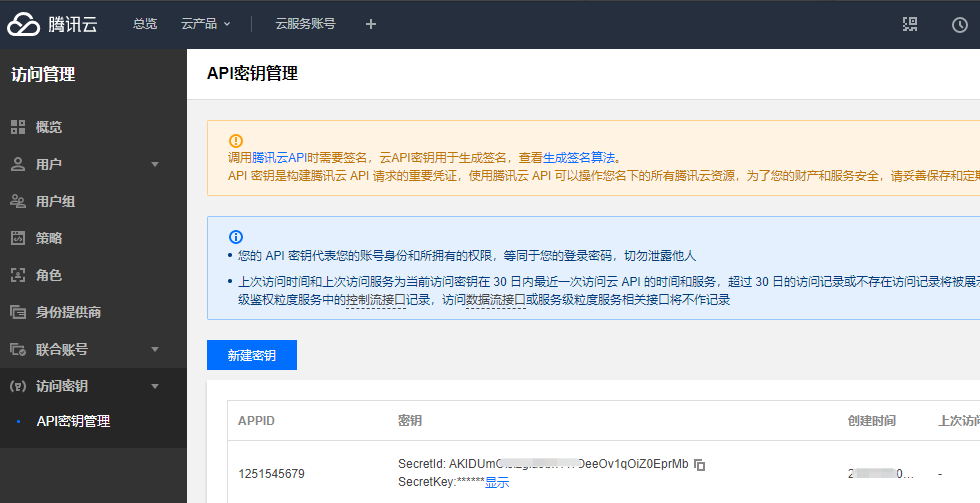 腾讯云 总览 云产品 云服务账号 +
访问管理
API密钥管理
概览
用户
用户组
策略
角色
身份提供商
联合账号
访问密钥
API密钥管理
调用腾讯云API时需要签名，云API密钥用于生成签名，查看生成签名算法。
API 密钥是构建腾讯云 API 请求的重要凭证，使用腾讯云 API 可以操作您名下的所有腾讯云资源，为了您的财产和服务安全，请妥善保存和定期
您的 API 密钥代表您的账号身份和所拥有的权限，等同于您的登录密码，切勿泄露他人
上次访问时间和上次访问服务为当前访问密钥在 30 日内最近一次访问云 API 的时间和服务，超过 30 日的访问记录或不存在访问记录将被展示
级鉴权粒度服务中的控制流接口记录，访问数据流接口或服务级粒度服务相关接口将不作记录
新建密钥
APPID 密钥 创建时间 上次访问
1251545679
SecretId: AKIDUm DeeOv1qOiZ0EprMb
SecretKey:******显示
2 0... -